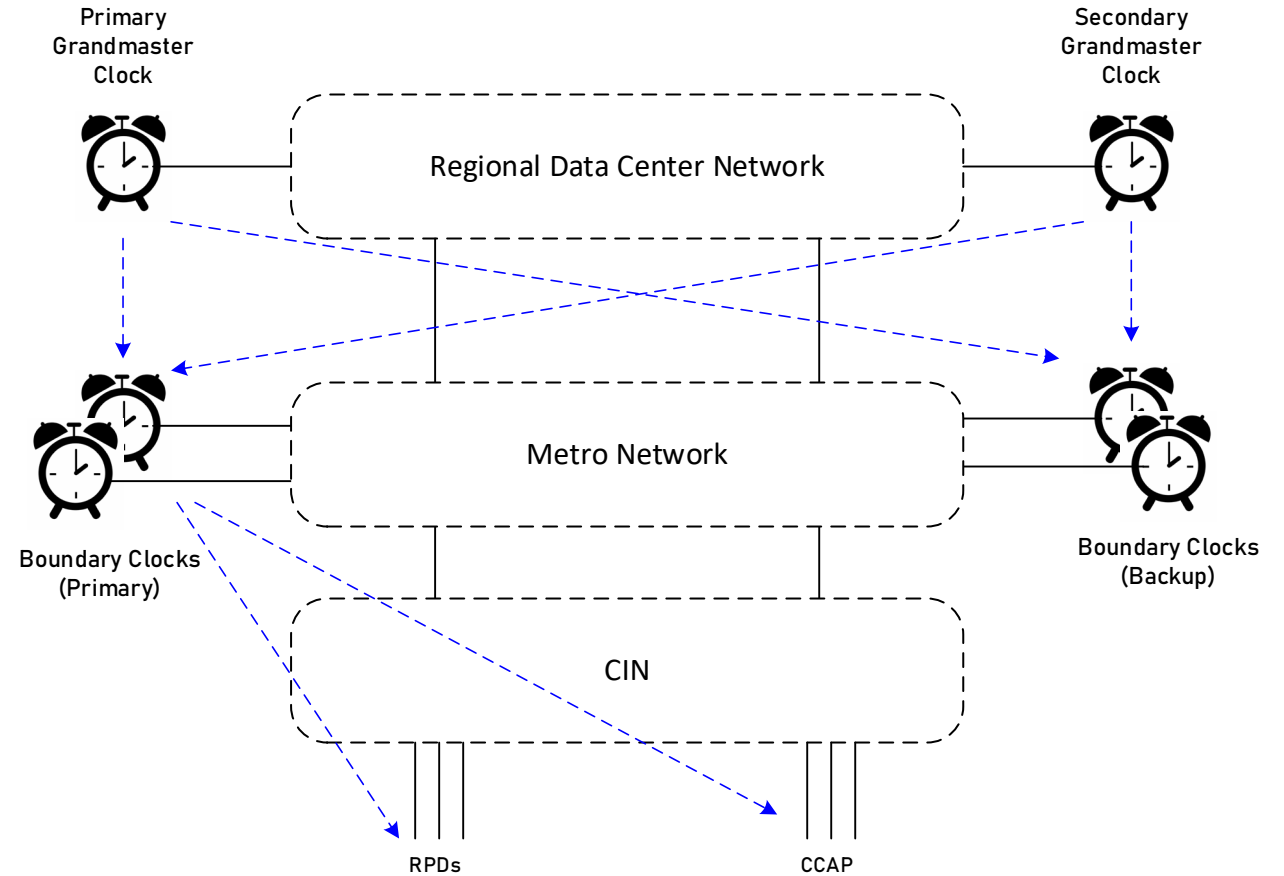 Primary
Grandmaster
Clock
Secondary
Grandmaster
Clock
Regional Data Center Network
Metro Network
Boundary Clocks
(Primary)
Boundary Clocks
(Backup)
CIN
RPDs
CCAP